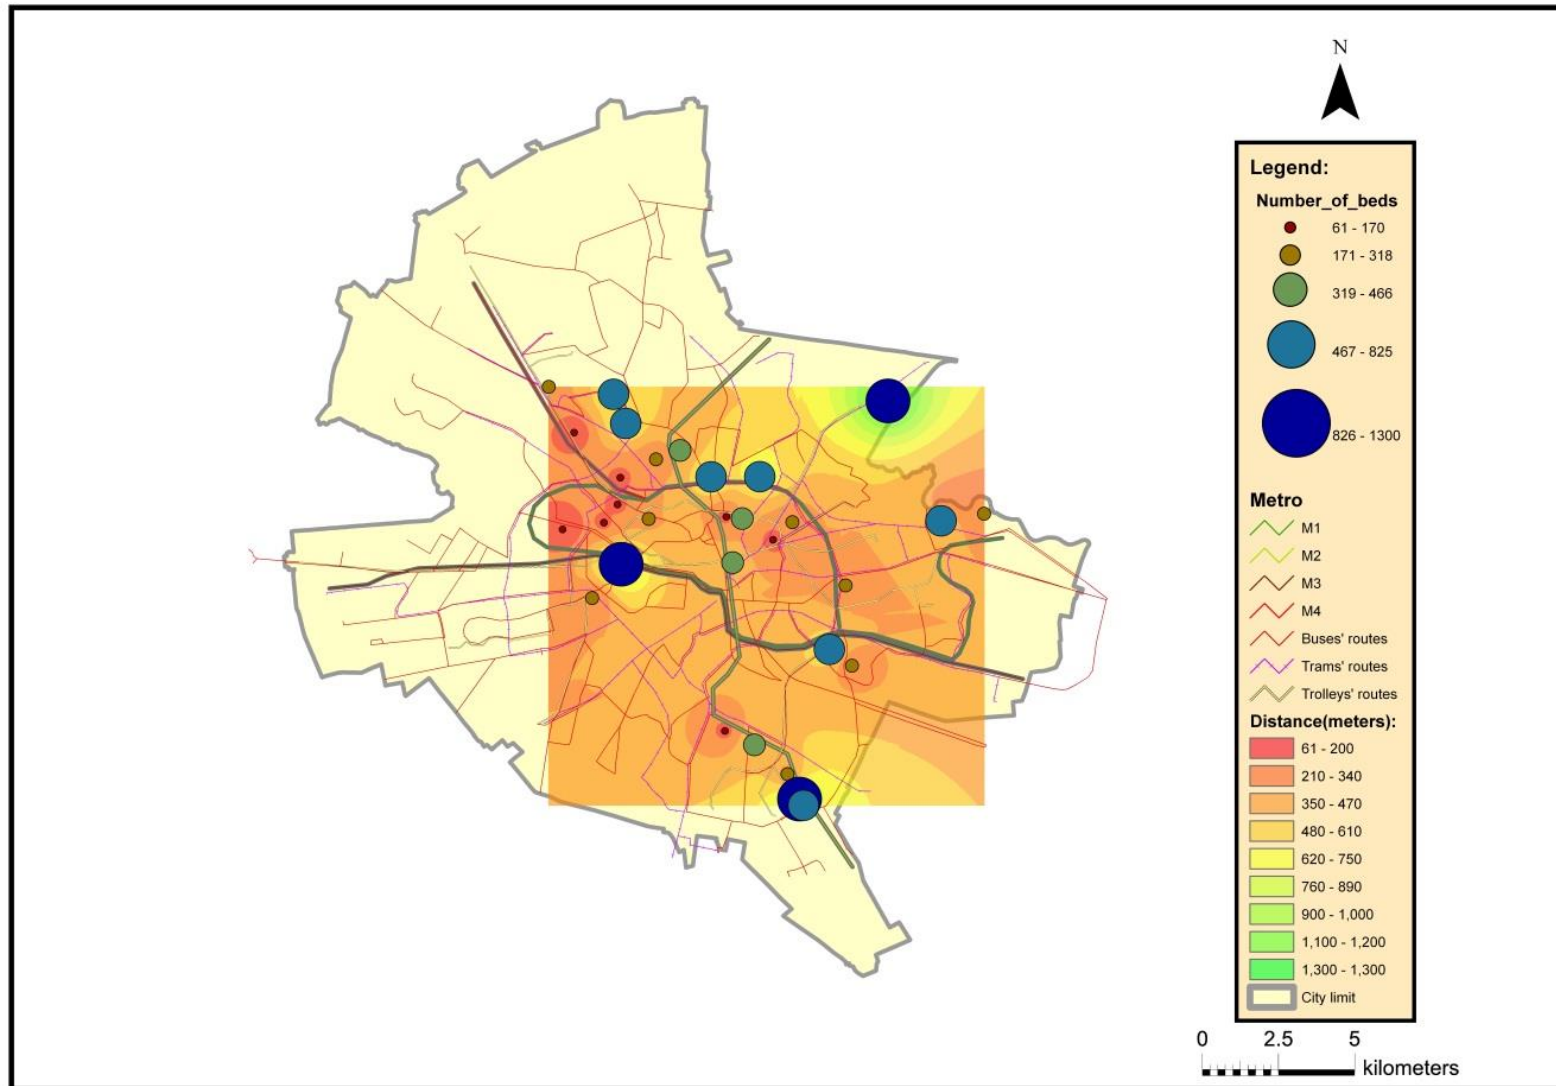 N
Legend:
Number_of_beds
61 - 170
171 - 318
319 - 466
467 - 825
826 - 1300
Metro
M1
M2
M3
M4
Buses' routes
Trams' routes
Trolleys' routes
Distance(meters):
61 - 200
210 - 340
350 - 470
480 - 610
620 - 750
760 - 890
900 - 1,000
1,100 - 1,200
1,300 - 1,300
City limit
0 2.5 5
kilometers